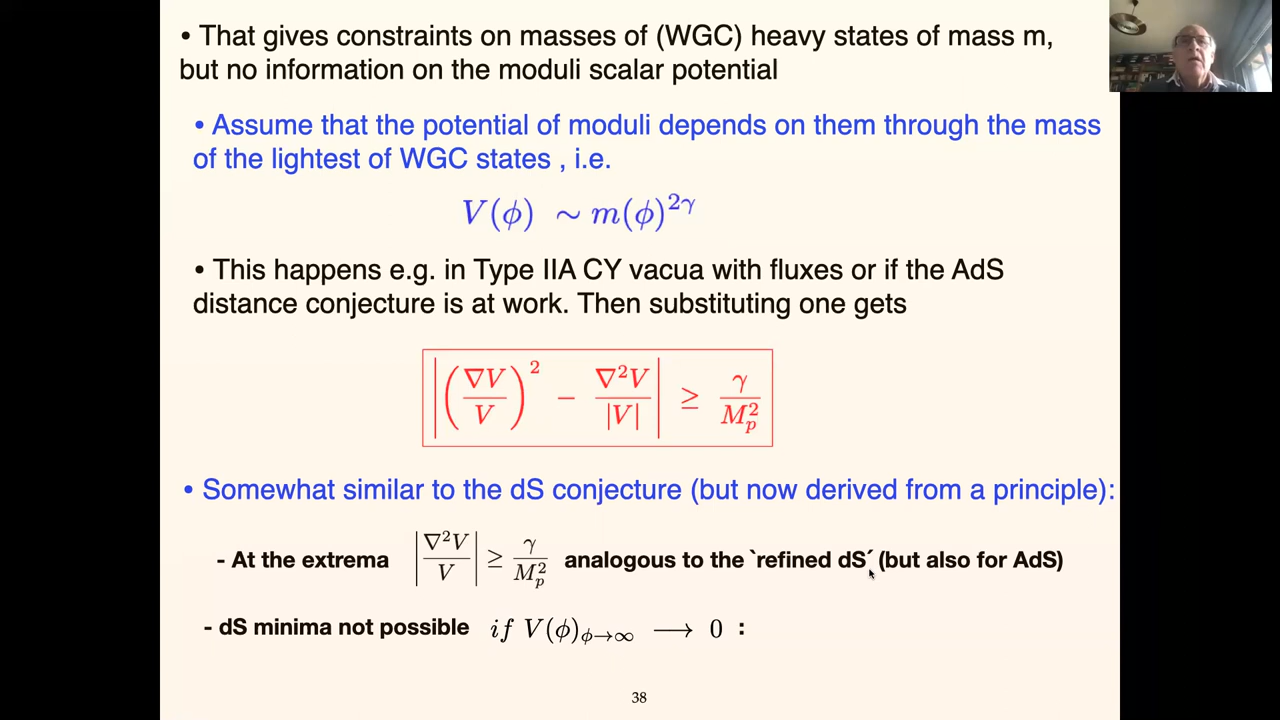 • That gives constraints on masses of (WGC) heavy states of mass m,
but no information on the moduli scalar potential
• Assume that the potential of moduli depends on them through the mass
of the lightest of WGC states , i.e.
V(ϕ) ∼ m(ϕ)^{2γ}
• This happens e.g. in Type IIA CY vacua with fluxes or if the AdS
distance conjecture is at work. Then substituting one gets
|(∇V/V)^2 − ∇^2V/|V|| ≥ γ/M_p^2
• Somewhat similar to the dS conjecture (but now derived from a principle):
- At the extrema |∇^2V/V| ≥ γ/M_p^2 analogous to the `refined dS´ (but also for AdS)
- dS minima not possible if V(ϕ)_{ϕ→∞} ⟶ 0 :
38